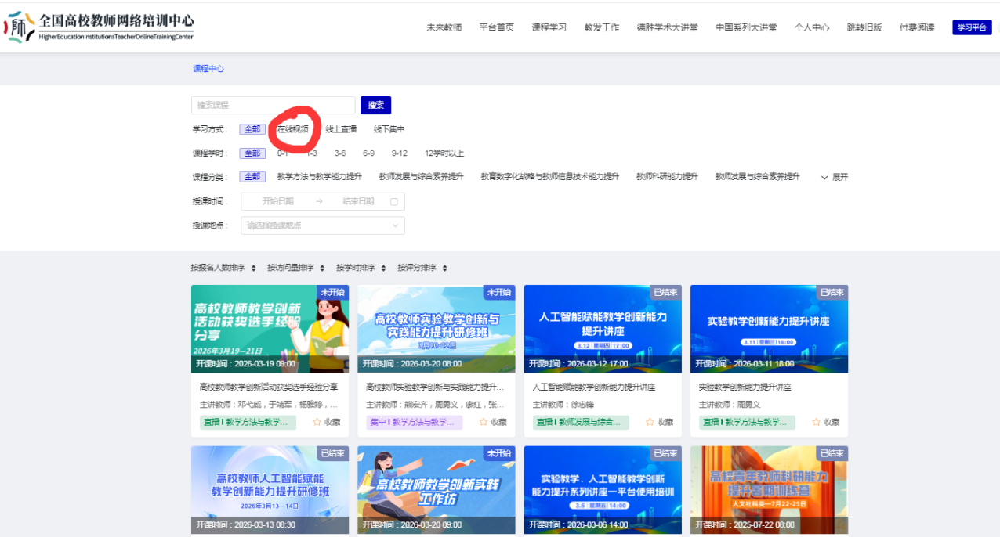 师
全国高校教师网络培训中心
HigherEducationInstitutionsTeacherOnlineTrainingCenter
未来教师 平台首页 课程学习 教发工作 德胜学术大讲堂 中国系列大讲堂 个人中心 跳转旧版 付费阅读 学习平台
课程中心
搜索课程 搜索
学习方式: 全部 在线视频 线上直播 线下集中
课程学时: 全部 0-1 1-3 3-6 6-9 9-12 12学时以上
课程分类: 全部 教学方法与教学能力提升 教师发展与综合素养提升 教育数字化战略与教师信息技术能力提升 教师科研能力提升 教师发展与综合素养提升 展开
授课时间: 开始日期 → 结束日期
授课地点: 请选择授课地点
按报名人数排序 按访问量排序 按学时排序 按评分排序
未开始
高校教师教学创新
活动获奖选手经验
分享
2026年3月19—21日
开课时间:2026-03-19 09:00
高校教师教学创新活动获奖选手经验分享
主讲教师:邓弋威,于靖军,杨雅婷,...
直播 | 教学方法与教学... 收藏
未开始
高校教师实验教学创新与
实践能力提升研修班
3月20-22日
开课时间:2026-03-20 08:00
高校教师实验教学创新与实践能力提升...
主讲教师:熊宏齐,周勇义,廖红,张...
集中 | 教学方法与教学... 收藏
已结束
人工智能赋能教学创新能力
提升讲座
3.12 星期四 17:00
开课时间:2026-03-12 17:00
人工智能赋能教学创新能力提升讲座
主讲教师:徐忠锋
直播 | 教师发展与综合... 收藏
已结束
实验教学创新能力提升讲座
3.11 星期三 18:00
开课时间:2026-03-11 18:00
实验教学创新能力提升讲座
主讲教师:周勇义
直播 | 教学方法与教学... 收藏
已结束
高校教师人工智能赋能
教学创新能力提升研修班
2026年3月13—14日
开课时间:2026-03-13 08:30
未开始
高校教师教学创新实践
工作坊
开课时间:2026-03-20 09:00
已结束
实验教学、人工智能教学创新
能力提升系列讲座—平台使用培训
3.6 星期五 14:00
开课时间:2026-03-06 14:00
已结束
高校青年教师科研能力
提升暑期训练营
人文社科类—7月22-25日
开课时间:2025-07-22 08:00